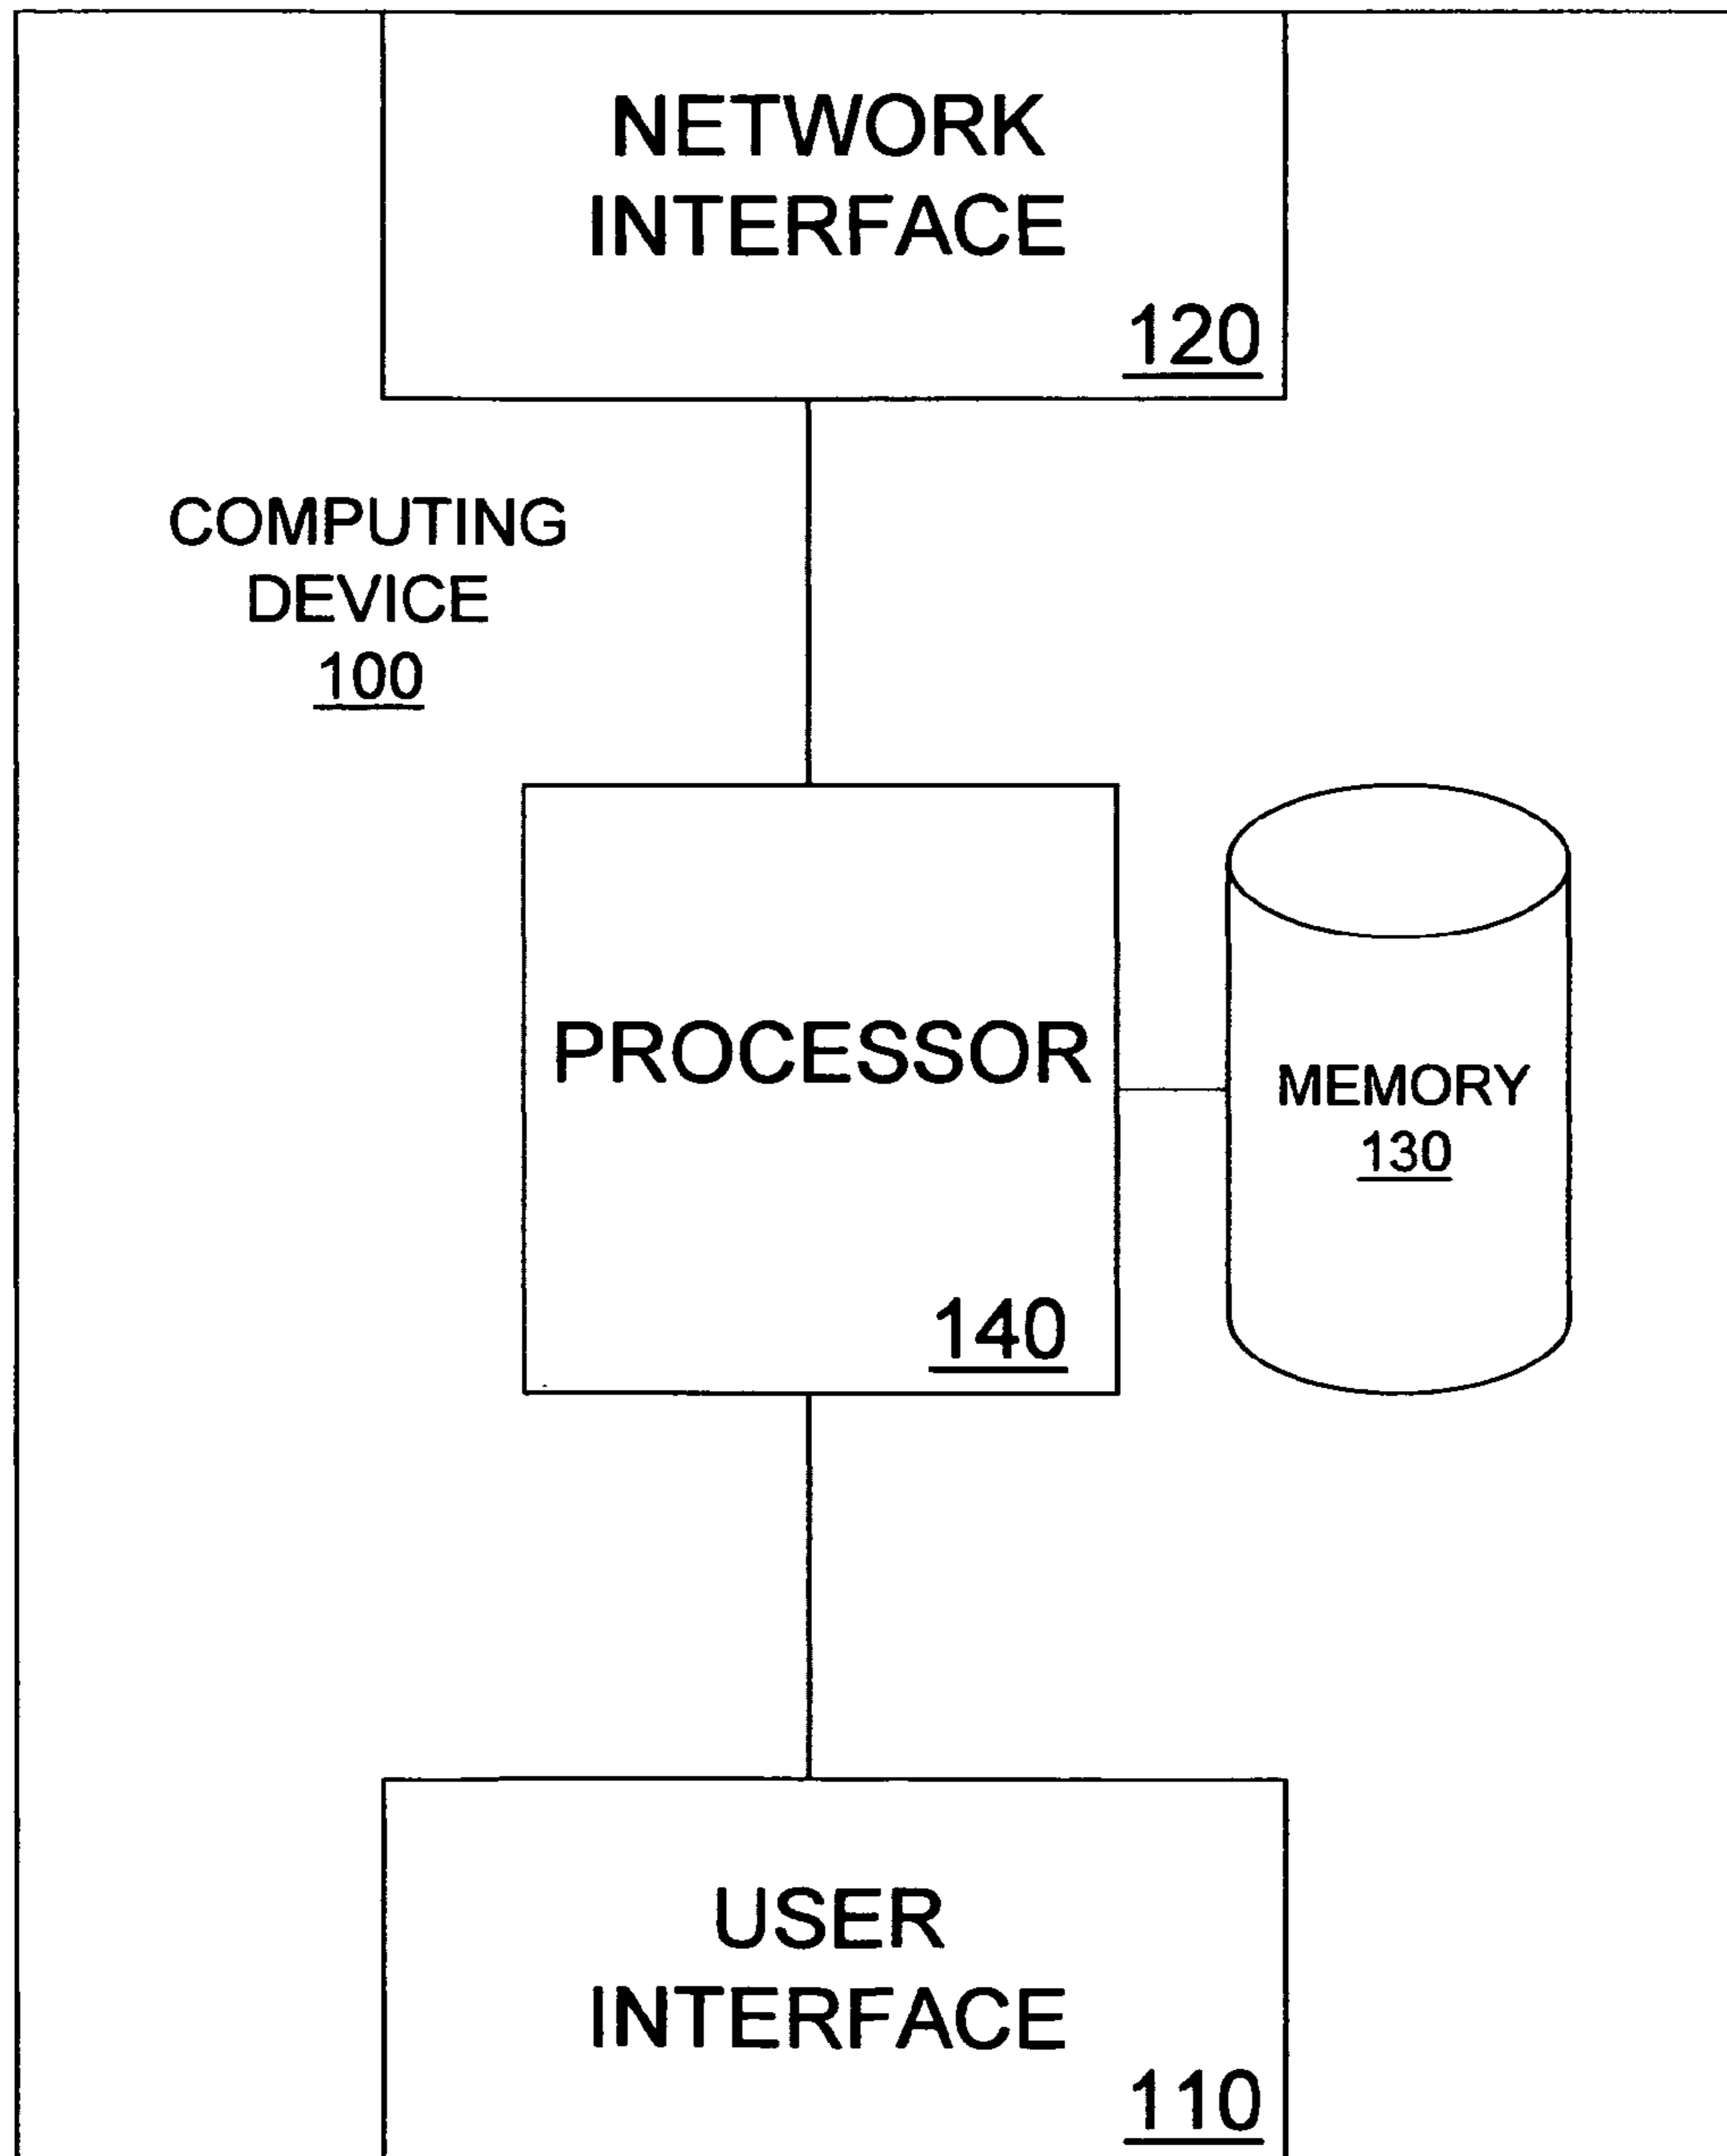 NETWORK
INTERFACE
120
COMPUTING
DEVICE
100
PROCESSOR
140
MEMORY
130
USER
INTERFACE
110